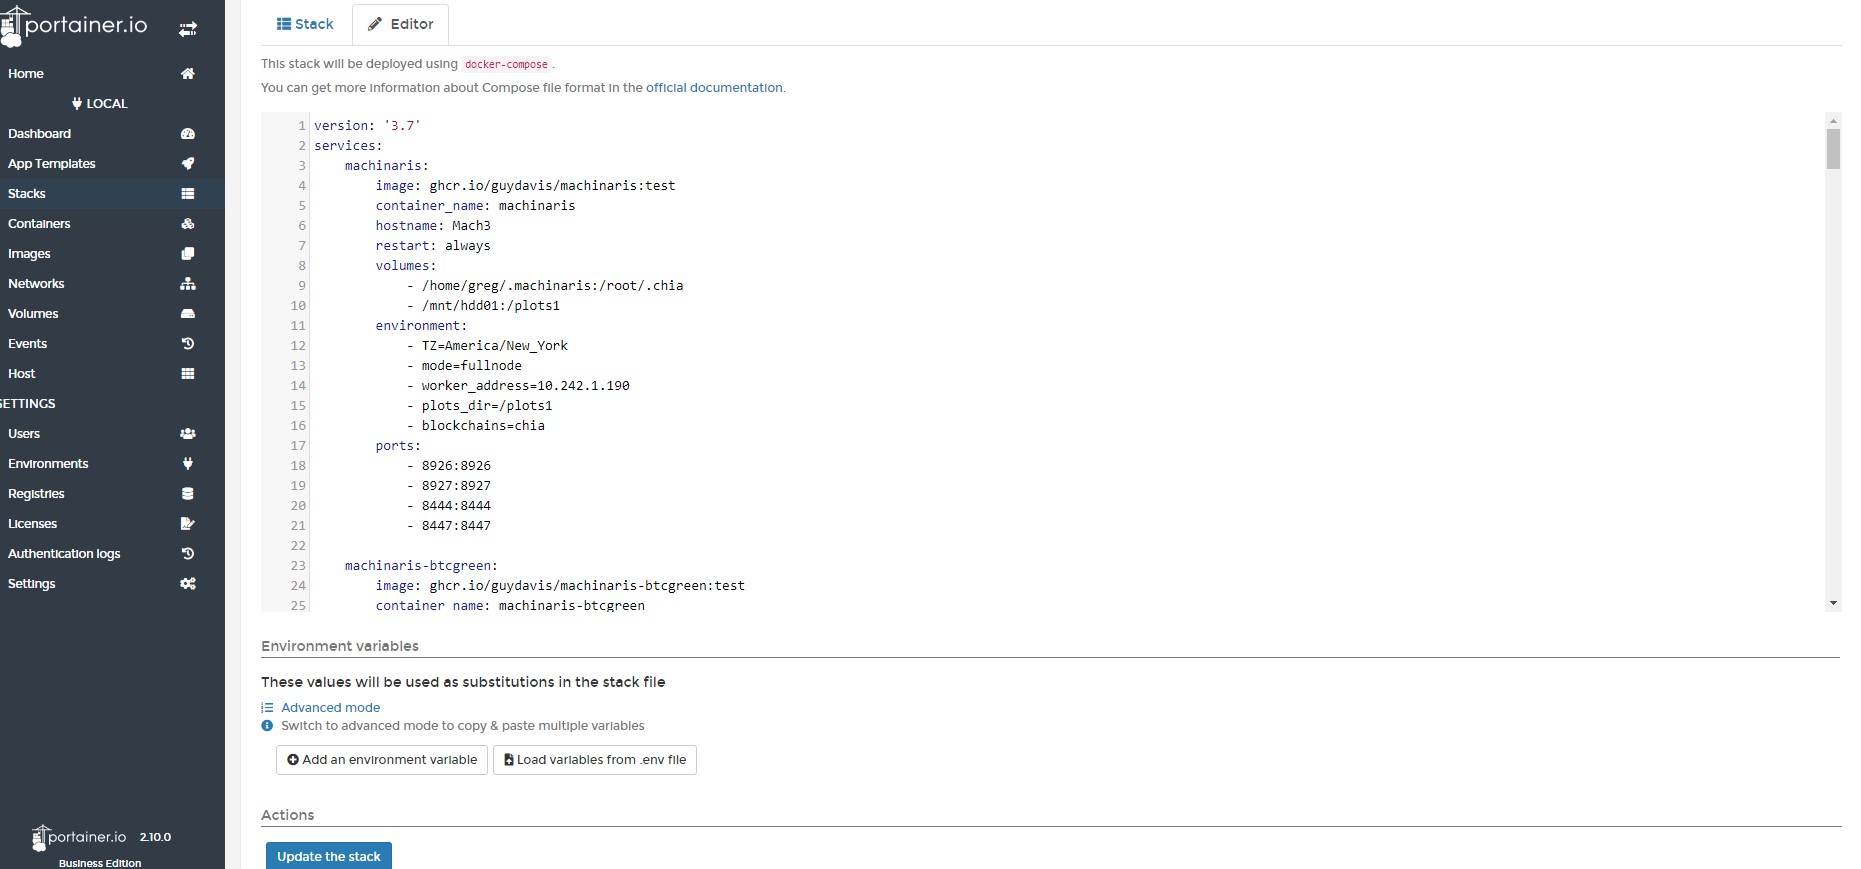 portainer.io
Home
LOCAL
Dashboard
App Templates
Stacks
Containers
Images
Networks
Volumes
Events
Host
SETTINGS
Users
Environments
Registries
Licenses
Authentication logs
Settings
portainer.io 2.10.0
Business Edition
Stack
Editor
This stack will be deployed using docker-compose .
You can get more information about Compose file format in the official documentation.
1 version: '3.7'
2 services:
3 machinaris:
4 image: ghcr.io/guydavis/machinaris:test
5 container_name: machinaris
6 hostname: Mach3
7 restart: always
8 volumes:
9 - /home/greg/.machinaris:/root/.chia
10 - /mnt/hdd01:/plots1
11 environment:
12 - TZ=America/New_York
13 - mode=fullnode
14 - worker_address=10.242.1.190
15 - plots_dir=/plots1
16 - blockchains=chia
17 ports:
18 - 8926:8926
19 - 8927:8927
20 - 8444:8444
21 - 8447:8447
22
23 machinaris-btcgreen:
24 image: ghcr.io/guydavis/machinaris-btcgreen:test
25 container_name: machinaris-btcgreen
Environment variables
These values will be used as substitutions in the stack file
Advanced mode
Switch to advanced mode to copy & paste multiple variables
Add an environment variable
Load variables from .env file
Actions
Update the stack